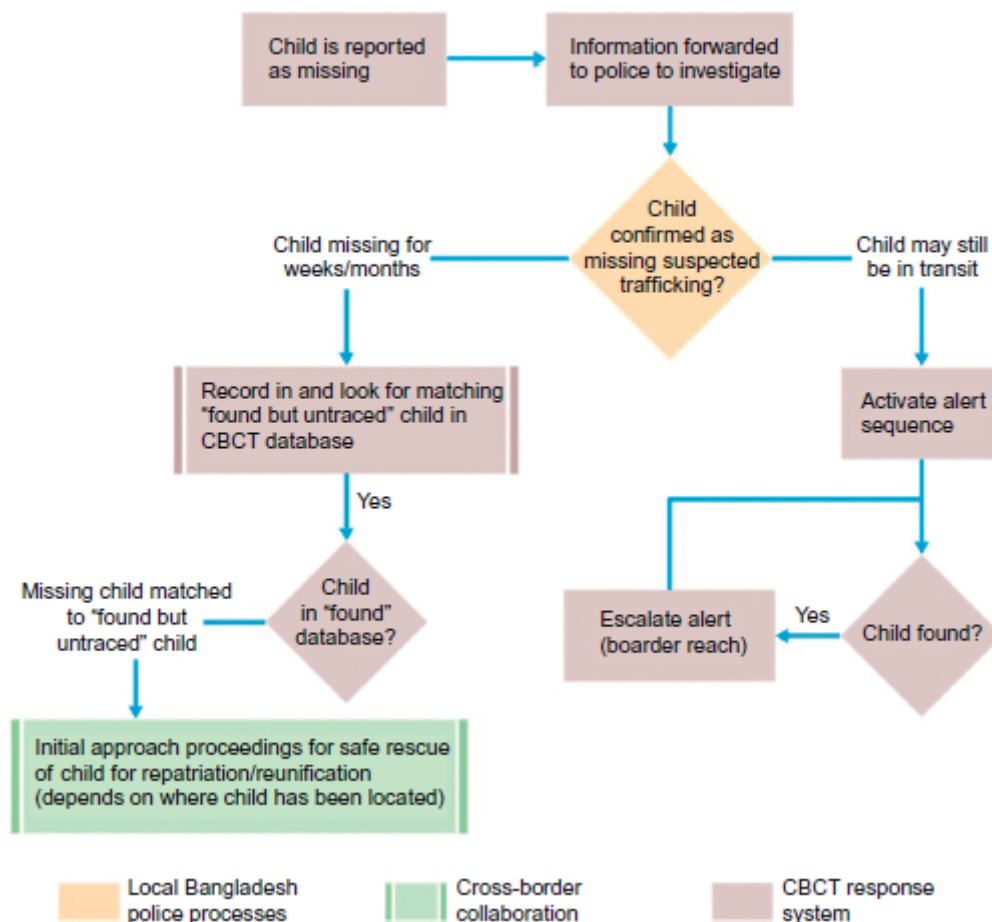 Child is reported
as missing
Information forwarded
to police to investigate
Child
confirmed as
missing suspected
trafficking?
Child missing for
weeks/months
Child may still
be in transit
Record in and look for matching
“found but untraced” child in
CBCT database
Activate alert
sequence
Yes
Missing child matched
to “found but
untraced” child
Child
in “found”
database?
Escalate alert
(boarder reach)
Yes
Child found?
Initial approach proceedings for safe rescue
of child for repatriation/reunification
(depends on where child has been located)
Local Bangladesh
police processes
Cross-border
collaboration
CBCT response
system